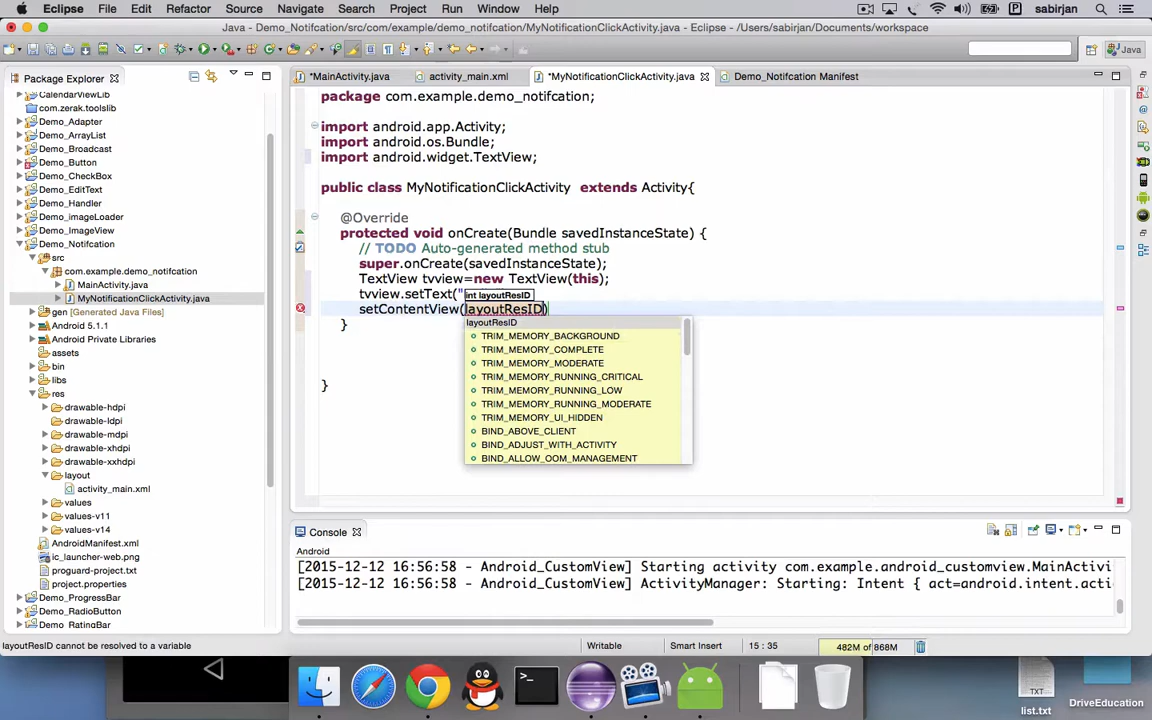 Eclipse File Edit Refactor Source Navigate Search Project Run Window Help sabirjan
Java - Demo_Notifcation/src/com/example/demo_notifcation/MyNotificationClickActivity.java - Eclipse - /Users/sabirjan/Documents/workspace
Java
Package Explorer
CalendarViewLib
com.zerak.toolslib
Demo_Adapter
Demo_ArrayList
Demo_Broadcast
Demo_Button
Demo_CheckBox
Demo_EditText
Demo_Handler
Demo_imageLoader
Demo_ImageView
Demo_Notifcation
src
com.example.demo_notifcation
MainActivity.java
MyNotificationClickActivity.java
gen [Generated Java Files]
Android 5.1.1
Android Private Libraries
assets
bin
libs
res
drawable-hdpi
drawable-ldpi
drawable-mdpi
drawable-xhdpi
drawable-xxhdpi
layout
activity_main.xml
values
values-v11
values-v14
AndroidManifest.xml
ic_launcher-web.png
proguard-project.txt
project.properties
Demo_ProgressBar
Demo_RadioButton
Demo_RatingBar
*MainActivity.java activity_main.xml *MyNotificationClickActivity.java Demo_Notifcation Manifest
package com.example.demo_notifcation;
import android.app.Activity;
import android.os.Bundle;
import android.widget.TextView;
public class MyNotificationClickActivity extends Activity{
@Override
protected void onCreate(Bundle savedInstanceState) {
// TODO Auto-generated method stub
super.onCreate(savedInstanceState);
TextView tvview=new TextView(this);
tvview.setText("
int layoutResID
setContentView(layoutResID)
}
}
layoutResID
TRIM_MEMORY_BACKGROUND
TRIM_MEMORY_COMPLETE
TRIM_MEMORY_MODERATE
TRIM_MEMORY_RUNNING_CRITICAL
TRIM_MEMORY_RUNNING_LOW
TRIM_MEMORY_RUNNING_MODERATE
TRIM_MEMORY_UI_HIDDEN
BIND_ABOVE_CLIENT
BIND_ADJUST_WITH_ACTIVITY
BIND_ALLOW_OOM_MANAGEMENT
Console
Android
[2015-12-12 16:56:58 - Android_CustomView] Starting activity com.example.android_customview.MainActivi
[2015-12-12 16:56:58 - Android_CustomView] ActivityManager: Starting: Intent { act=android.intent.acti
layoutResID cannot be resolved to a variable Writable Smart Insert 15 : 35 482M of 868M
TXT
list.txt
DriveEducation